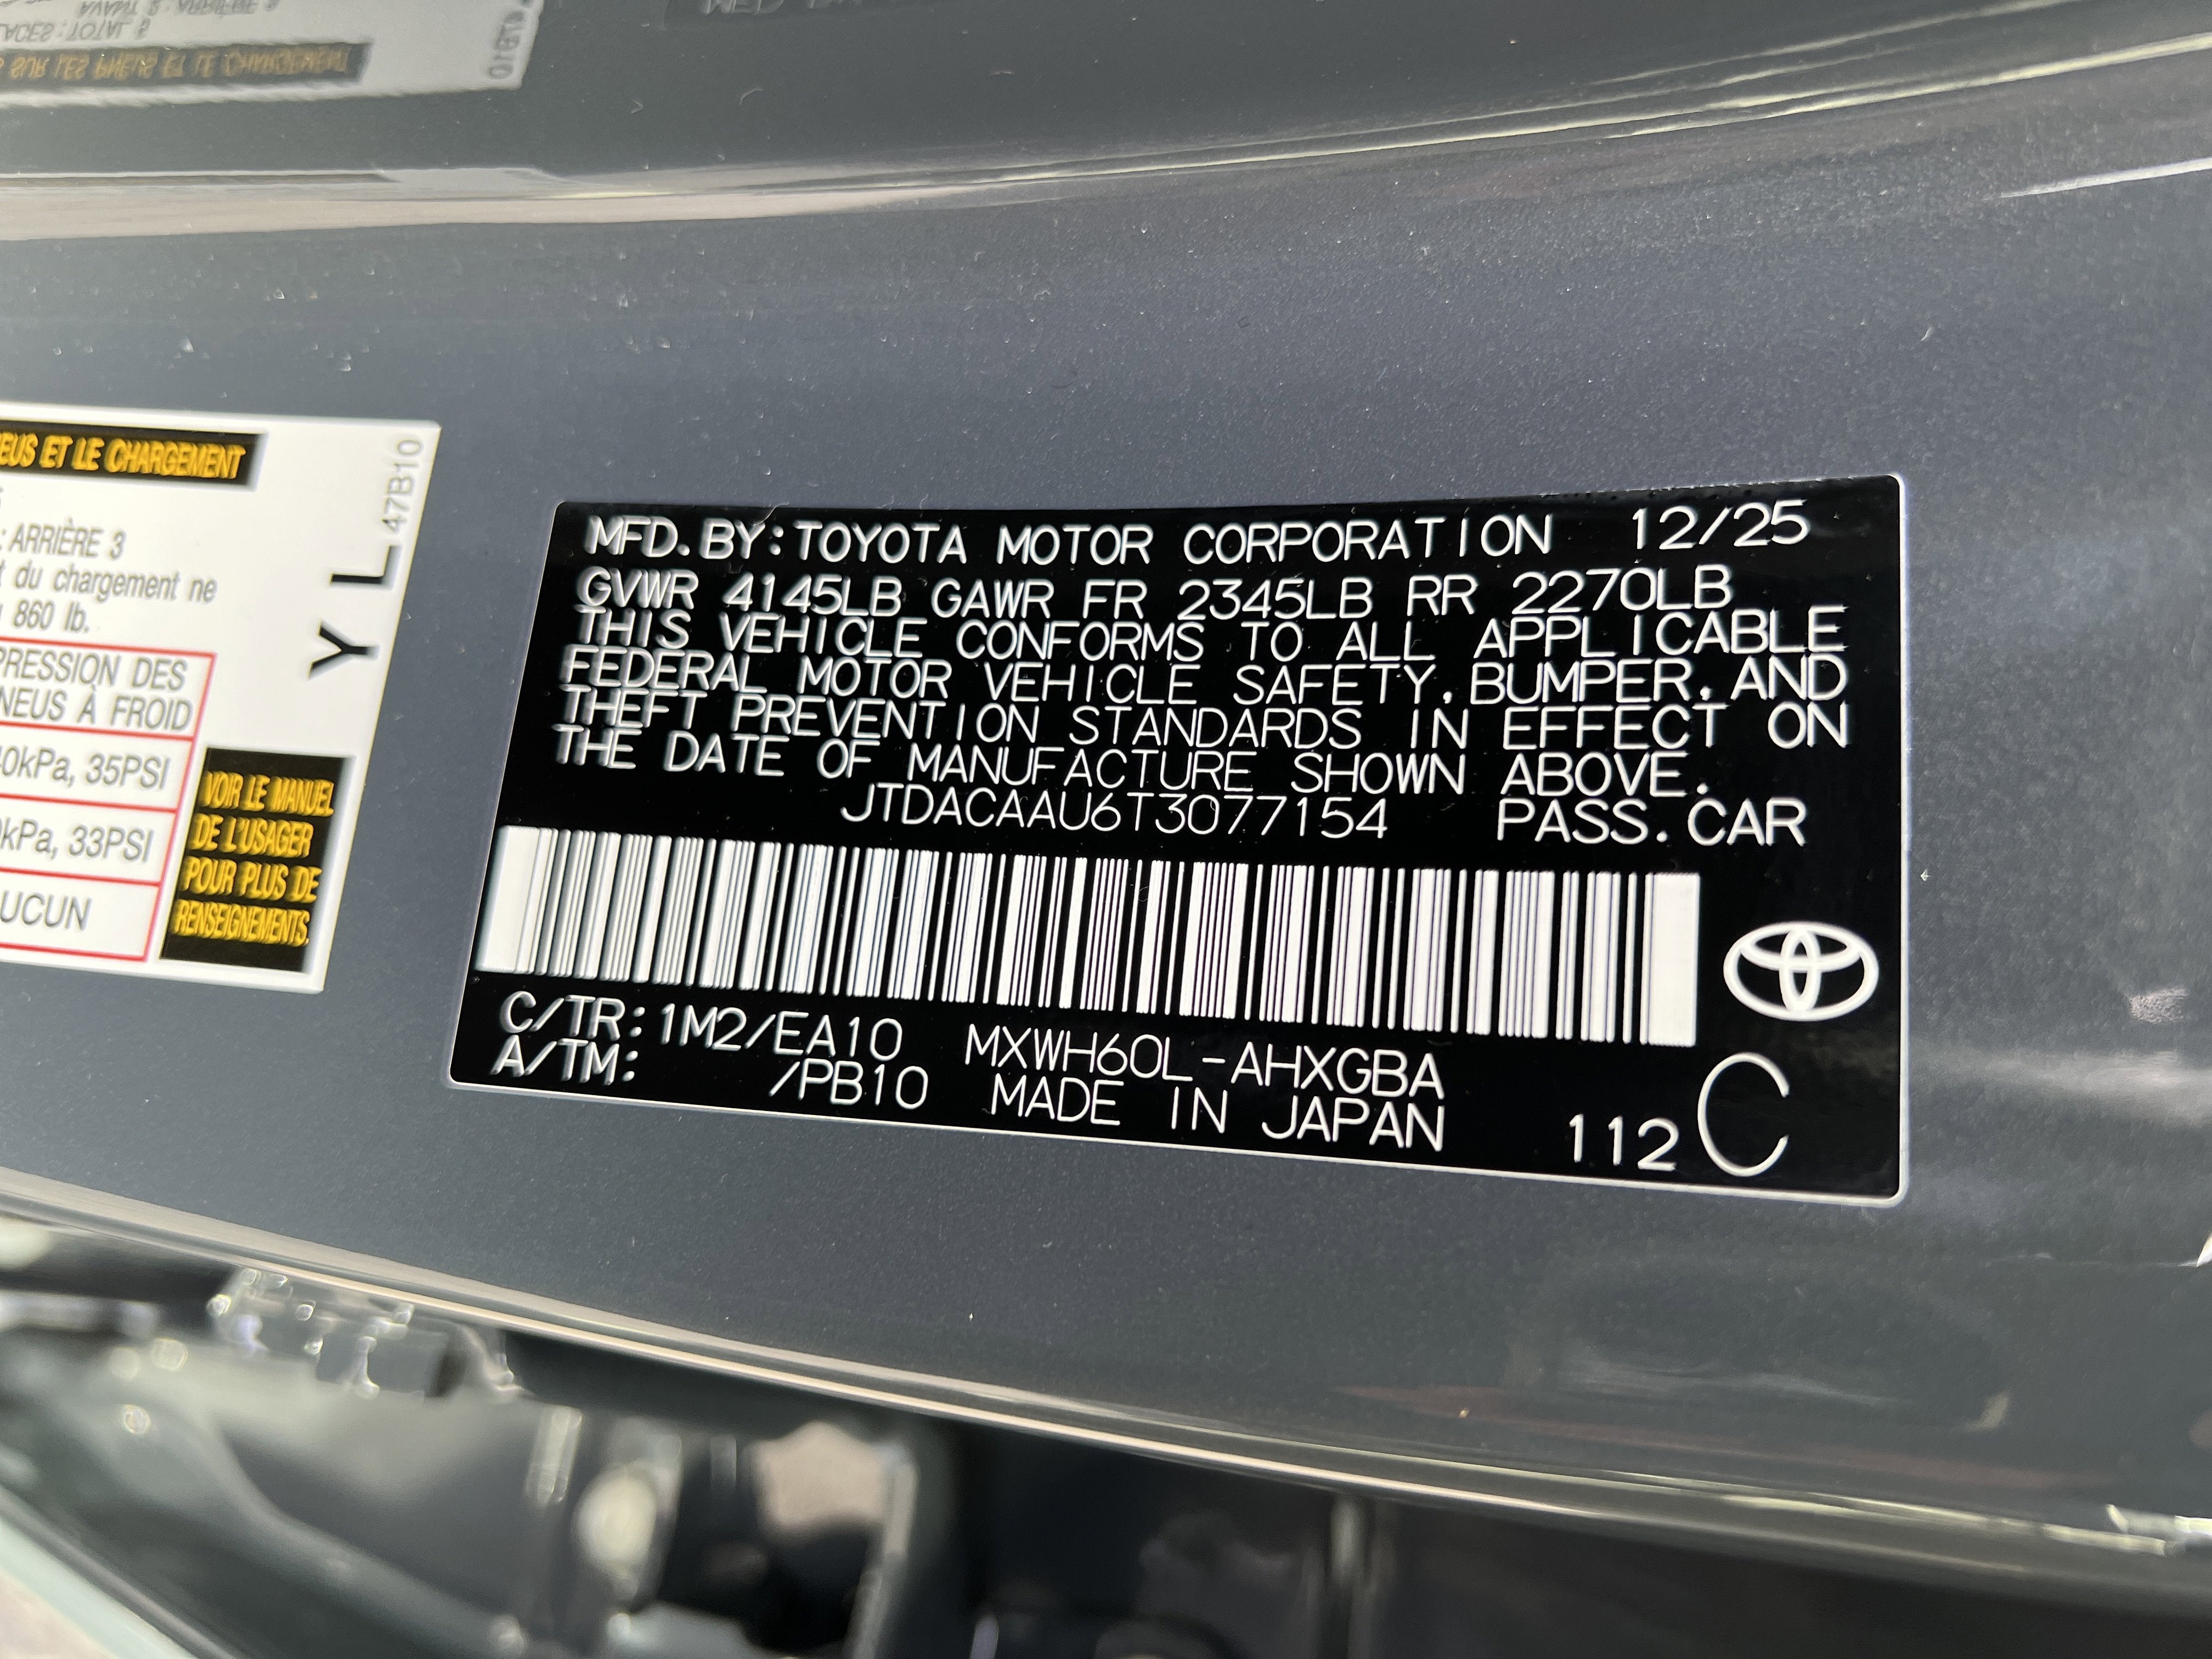 EUS ET LE CHARGEMENT
: ARRIÈRE 3
du chargement ne
860 lb.
PRESSION DES
NEUS À FROID
0kPa, 35PSI
kPa, 33PSI
UCUN
VOIR LE MANUEL
DE L'USAGER
POUR PLUS DE
RENSEIGNEMENTS.
Y L 47B10
MFD. BY: TOYOTA MOTOR CORPORATION 12/25
GVWR 4145LB GAWR FR 2345LB RR 2270LB
THIS VEHICLE CONFORMS TO ALL APPLICABLE
FEDERAL MOTOR VEHICLE SAFETY, BUMPER, AND
THEFT PREVENTION STANDARDS IN EFFECT ON
THE DATE OF MANUFACTURE SHOWN ABOVE.
JTDACAAU6T3077154 PASS. CAR
C/TR: 1M2/EA10 MXWH60L-AHXGBA
A/TM: /PB10 MADE IN JAPAN
112 C